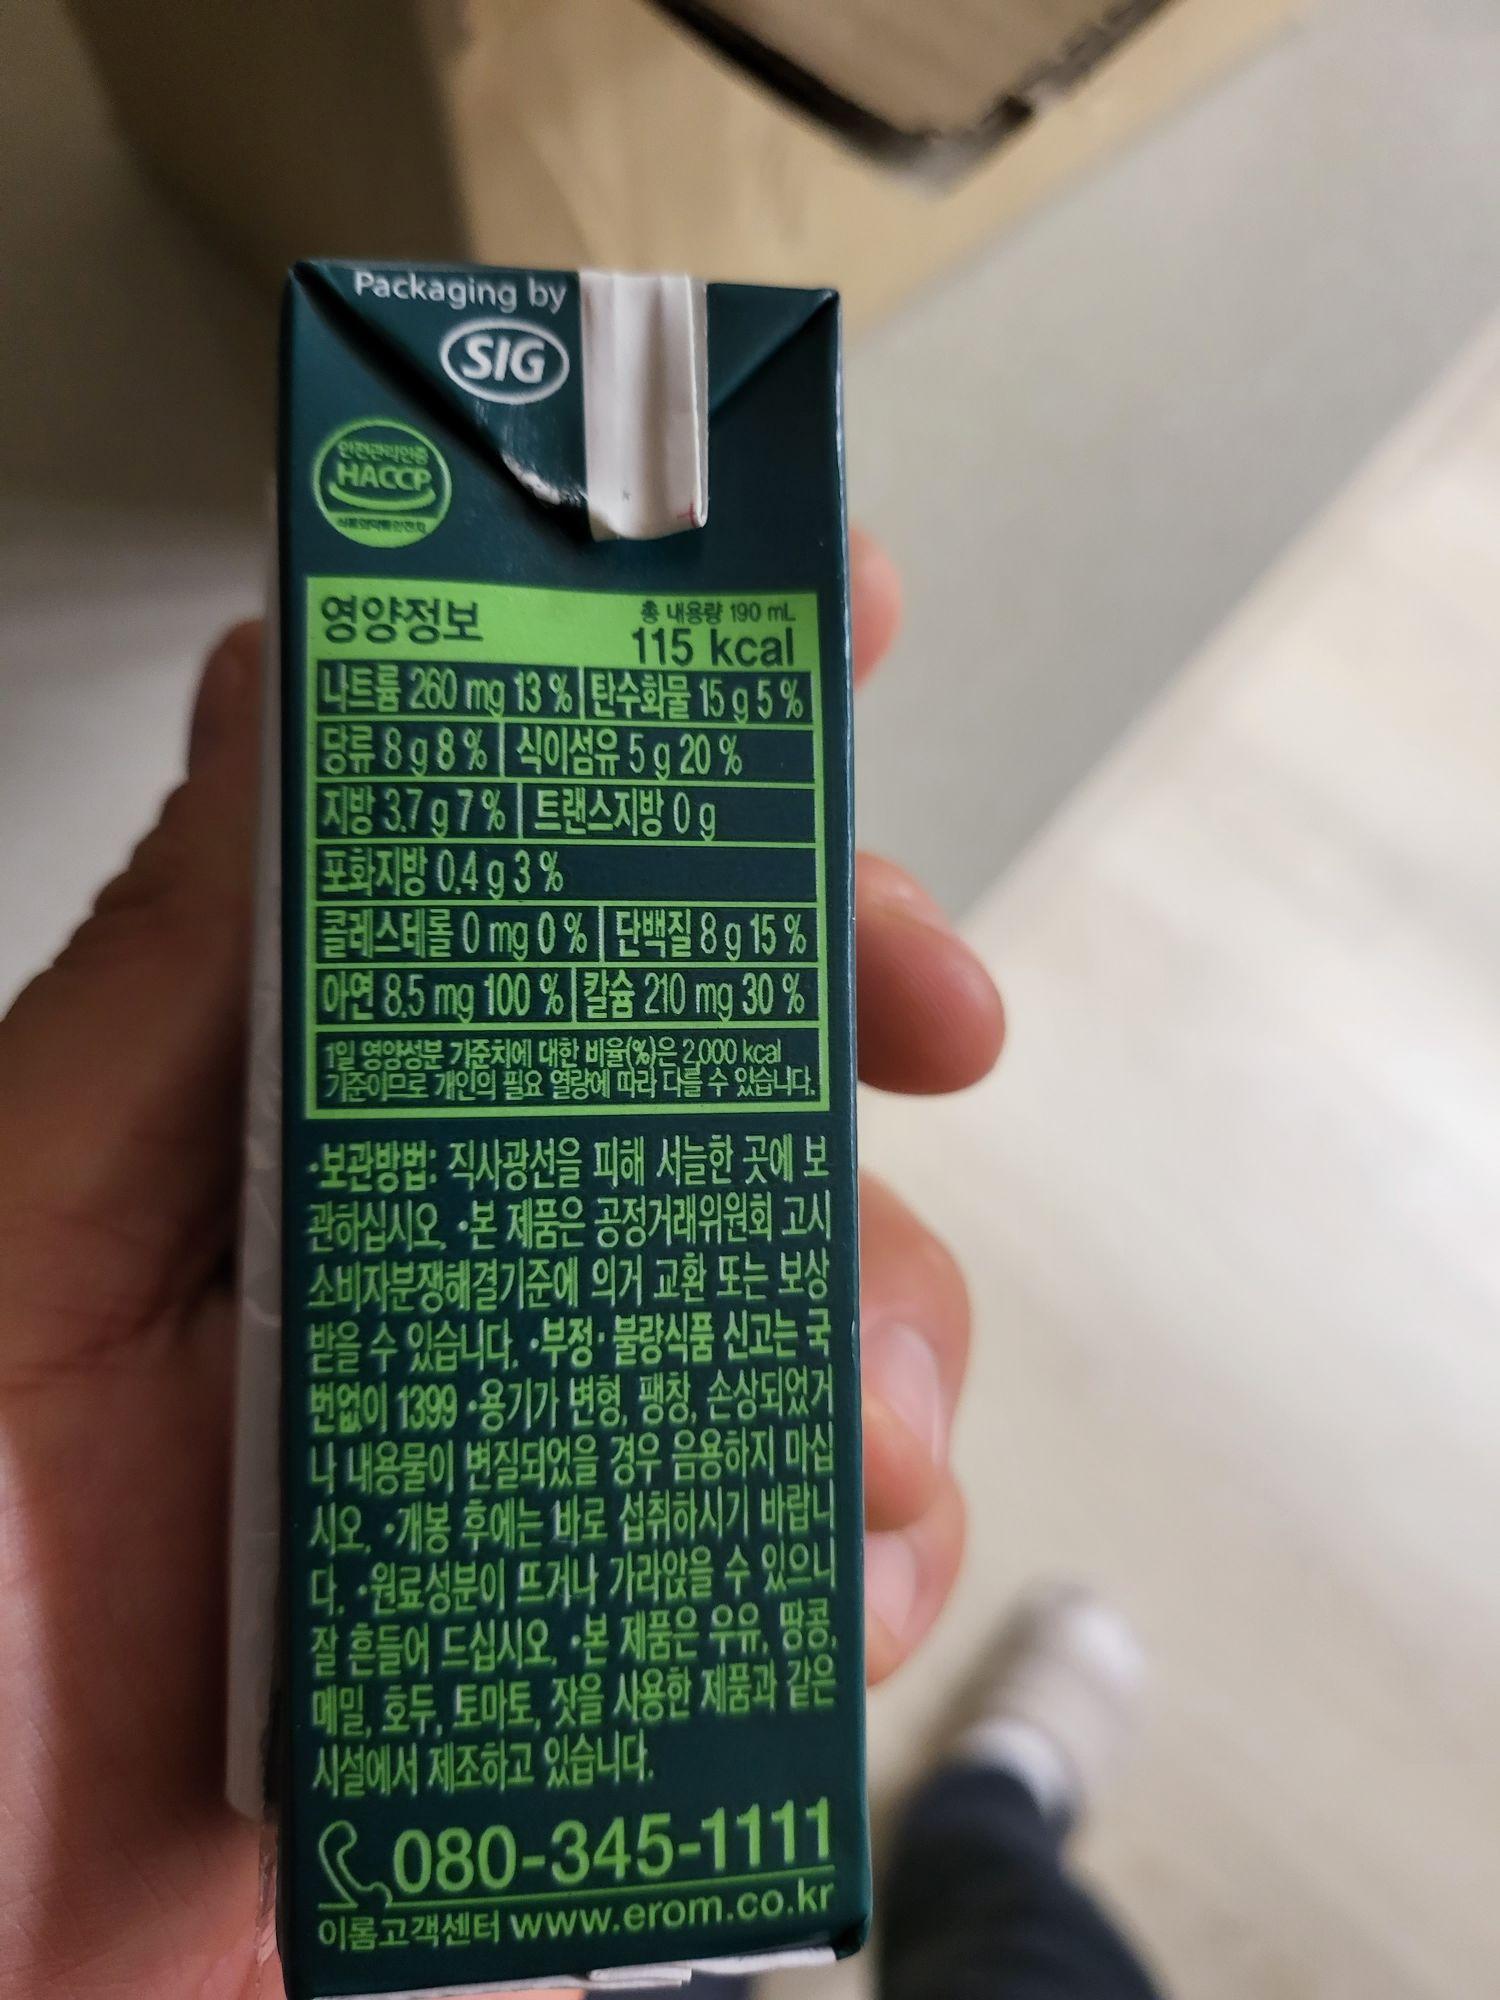 Packaging by
SIG
안전관리인증
HACCP
식품의약품안전처
영양정보
총 내용량 190 mL
115 kcal
나트륨 260 mg 13 % 탄수화물 15 g 5 %
당류 8 g 8 % 식이섬유 5 g 20 %
지방 3.7 g 7 % 트랜스지방 0 g
포화지방 0.4 g 3 %
콜레스테롤 0 mg 0 % 단백질 8 g 15 %
아연 8.5 mg 100 % 칼슘 210 mg 30 %
1일 영양성분 기준치에 대한 비율(%)은 2,000 kcal
기준이므로 개인의 필요 열량에 따라 다를 수 있습니다.
•보관방법: 직사광선을 피해 서늘한 곳에 보
관하십시오. •본 제품은 공정거래위원회 고시
소비자분쟁해결기준에 의거 교환 또는 보상
받을 수 있습니다. •부정·불량식품 신고는 국
번없이 1399 •용기가 변형, 팽창, 손상되었거
나 내용물이 변질되었을 경우 음용하지 마십
시오. •개봉 후에는 바로 섭취하시기 바랍니
다. •원료성분이 뜨거나 가라앉을 수 있으니
잘 흔들어 드십시오. •본 제품은 우유, 땅콩,
메밀, 호두, 토마토, 잣을 사용한 제품과 같은
시설에서 제조하고 있습니다.
080-345-1111
이롬고객센터 www.erom.co.kr